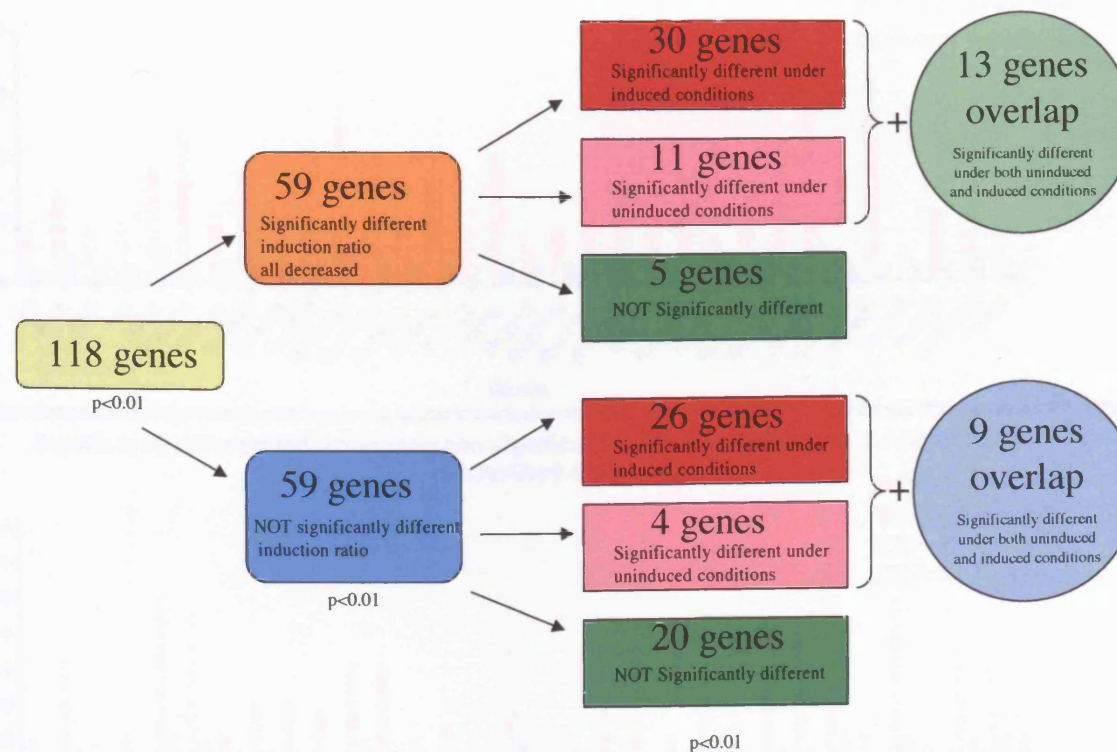 118 genes
p<0.01
59 genes
Significantly different
induction ratio
all decreased
59 genes
NOT significantly different
induction ratio
p<0.01
30 genes
Significantly different under
induced conditions
11 genes
Significantly different under
uninduced conditions
5 genes
NOT Significantly different
13 genes
overlap
Significantly different
under both uninduced
and induced conditions
+
26 genes
Significantly different under
induced conditions
4 genes
Significantly different under
uninduced conditions
20 genes
NOT Significantly different
9 genes
overlap
Significantly different
under both uninduced
and induced conditions
+
p<0.01